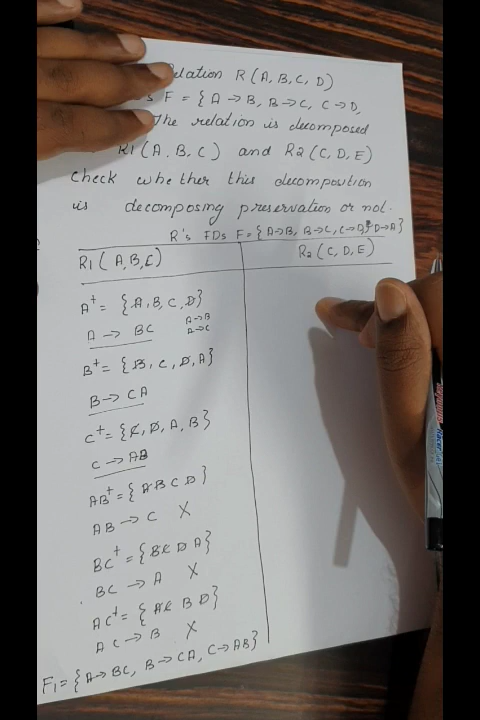 Relation R (A, B, C, D)
F = { A → B, B → C, C → D,
The relation is decomposed
R1 (A, B, C) and R2 (C, D, E)
Check whether this decomposition
is decomposing preservation or not.
R's FDs F = {A→B, B→C, C→D, D→A}
R1 ( A, B, C )
R2 ( C, D, E )
A+ = { A, B, C, D }
A → BC
A → B
A → C
B+ = { B, C, D, A }
B → CA
C+ = { C, D, A, B }
C → AB
AB+ = { A B C D }
AB → C X
BC+ = { B C D A }
BC → A X
AC+ = { A C B D }
AC → B X
F1 = { A → BC, B → CA, C → AB }